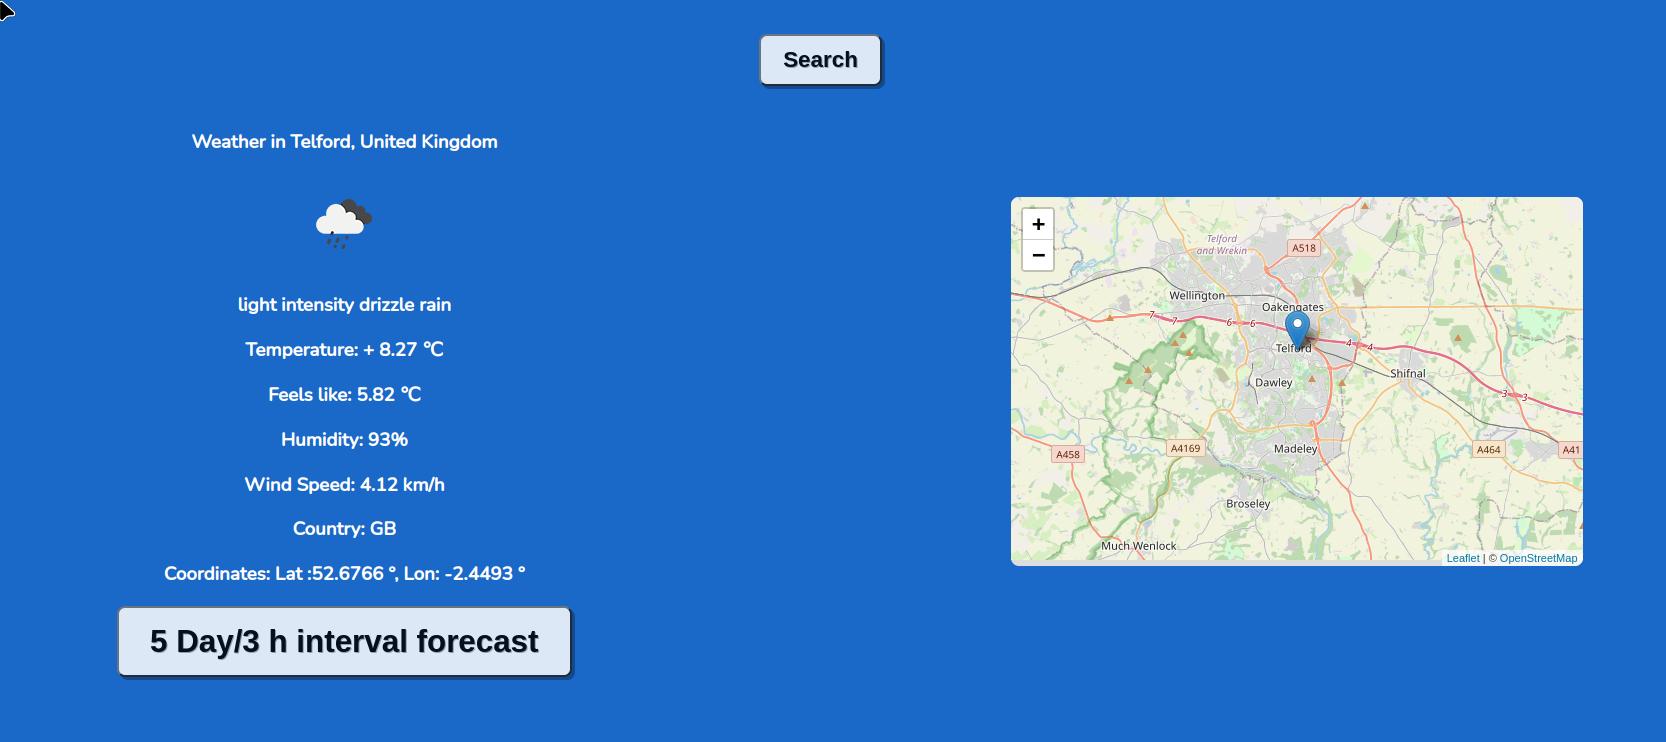 Search
Weather in Telford, United Kingdom
light intensity drizzle rain
Temperature: + 8.27 ℃
Feels like: 5.82 ℃
Humidity: 93%
Wind Speed: 4.12 km/h
Country: GB
Coordinates: Lat :52.6766 °, Lon: -2.4493 °
5 Day/3 h interval forecast
+
−
Telford
and Wrekin
A518
Wellington
Oakengates
7
7
6
6
Telford
4
4
Shifnal
Dawley
3
3
A4169
Madeley
A458
A464
A41
Broseley
Much Wenlock
Leaflet | © OpenStreetMap